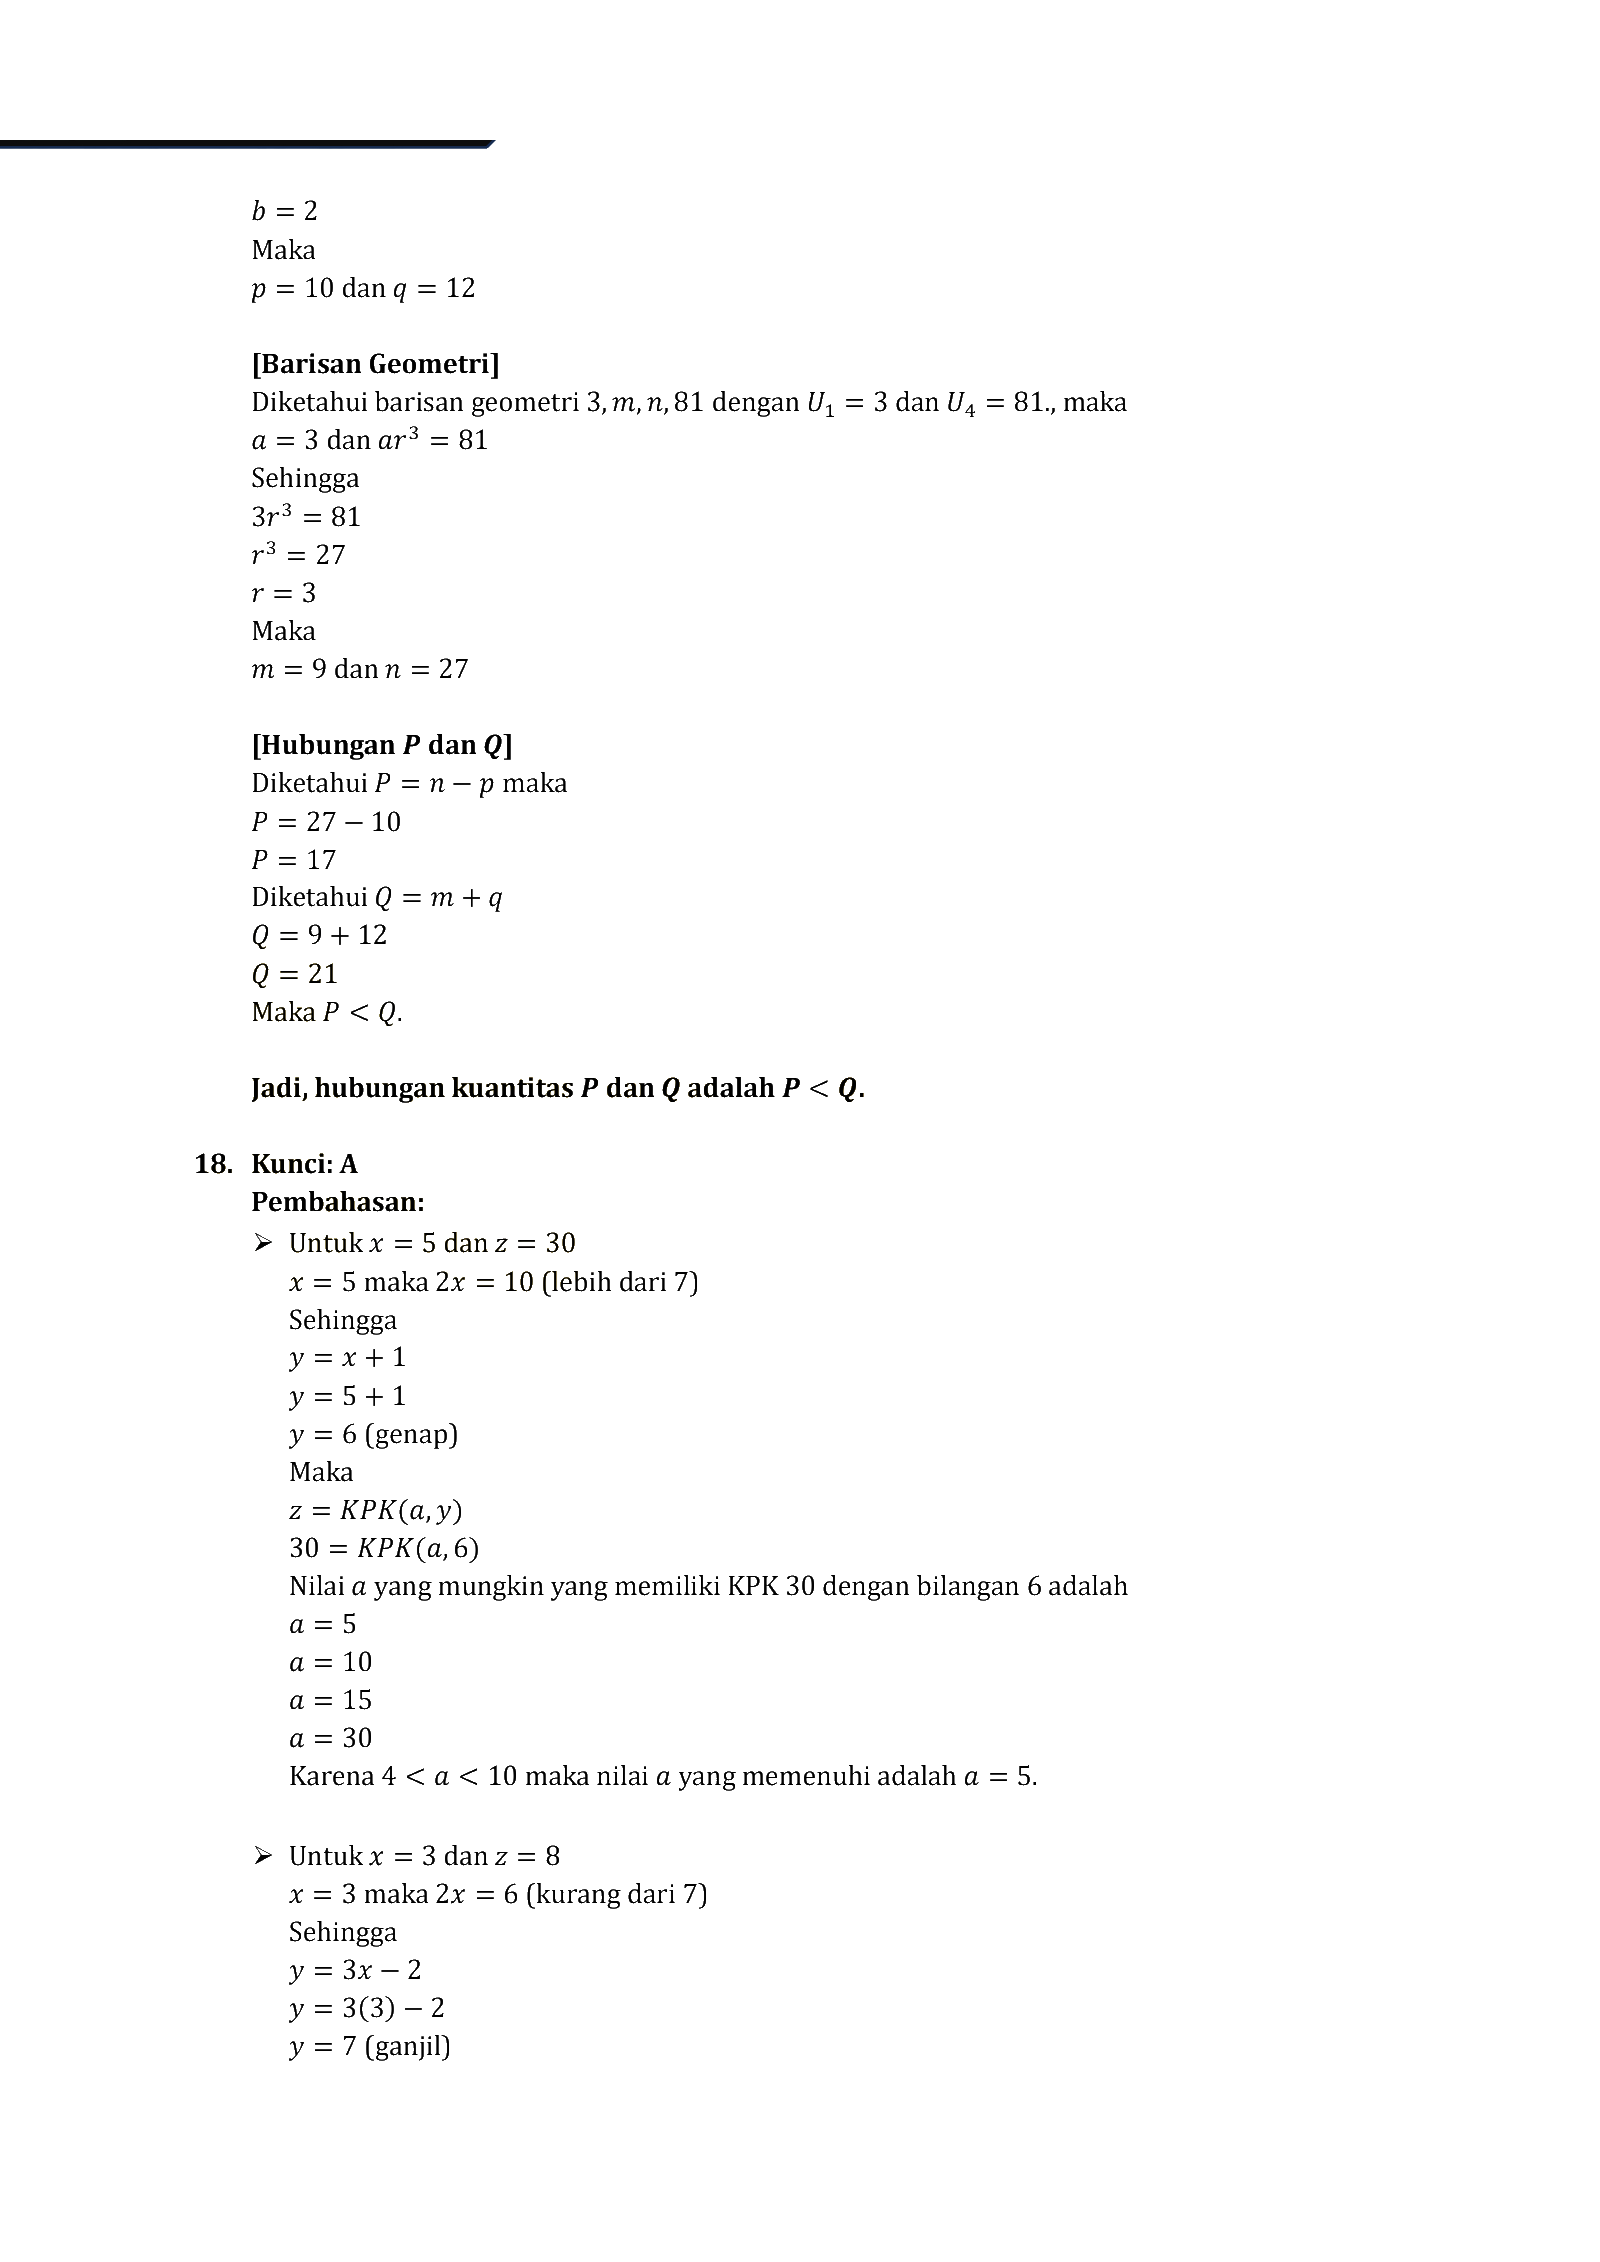 b = 2
Maka
p = 10 dan q = 12
[Barisan Geometri]
Diketahui barisan geometri 3, m, n, 81 dengan U₁ = 3 dan U₄ = 81., maka
a = 3 dan ar³ = 81
Sehingga
3r³ = 81
r³ = 27
r = 3
Maka
m = 9 dan n = 27
[Hubungan P dan Q]
Diketahui P = n − p maka
P = 27 − 10
P = 17
Diketahui Q = m + q
Q = 9 + 12
Q = 21
Maka P < Q.
Jadi, hubungan kuantitas P dan Q adalah P < Q.
18. Kunci: A
Pembahasan:
➢ Untuk x = 5 dan z = 30
x = 5 maka 2x = 10 (lebih dari 7)
Sehingga
y = x + 1
y = 5 + 1
y = 6 (genap)
Maka
z = KPK(a, y)
30 = KPK(a, 6)
Nilai a yang mungkin yang memiliki KPK 30 dengan bilangan 6 adalah
a = 5
a = 10
a = 15
a = 30
Karena 4 < a < 10 maka nilai a yang memenuhi adalah a = 5.
➢ Untuk x = 3 dan z = 8
x = 3 maka 2x = 6 (kurang dari 7)
Sehingga
y = 3x − 2
y = 3(3) − 2
y = 7 (ganjil)